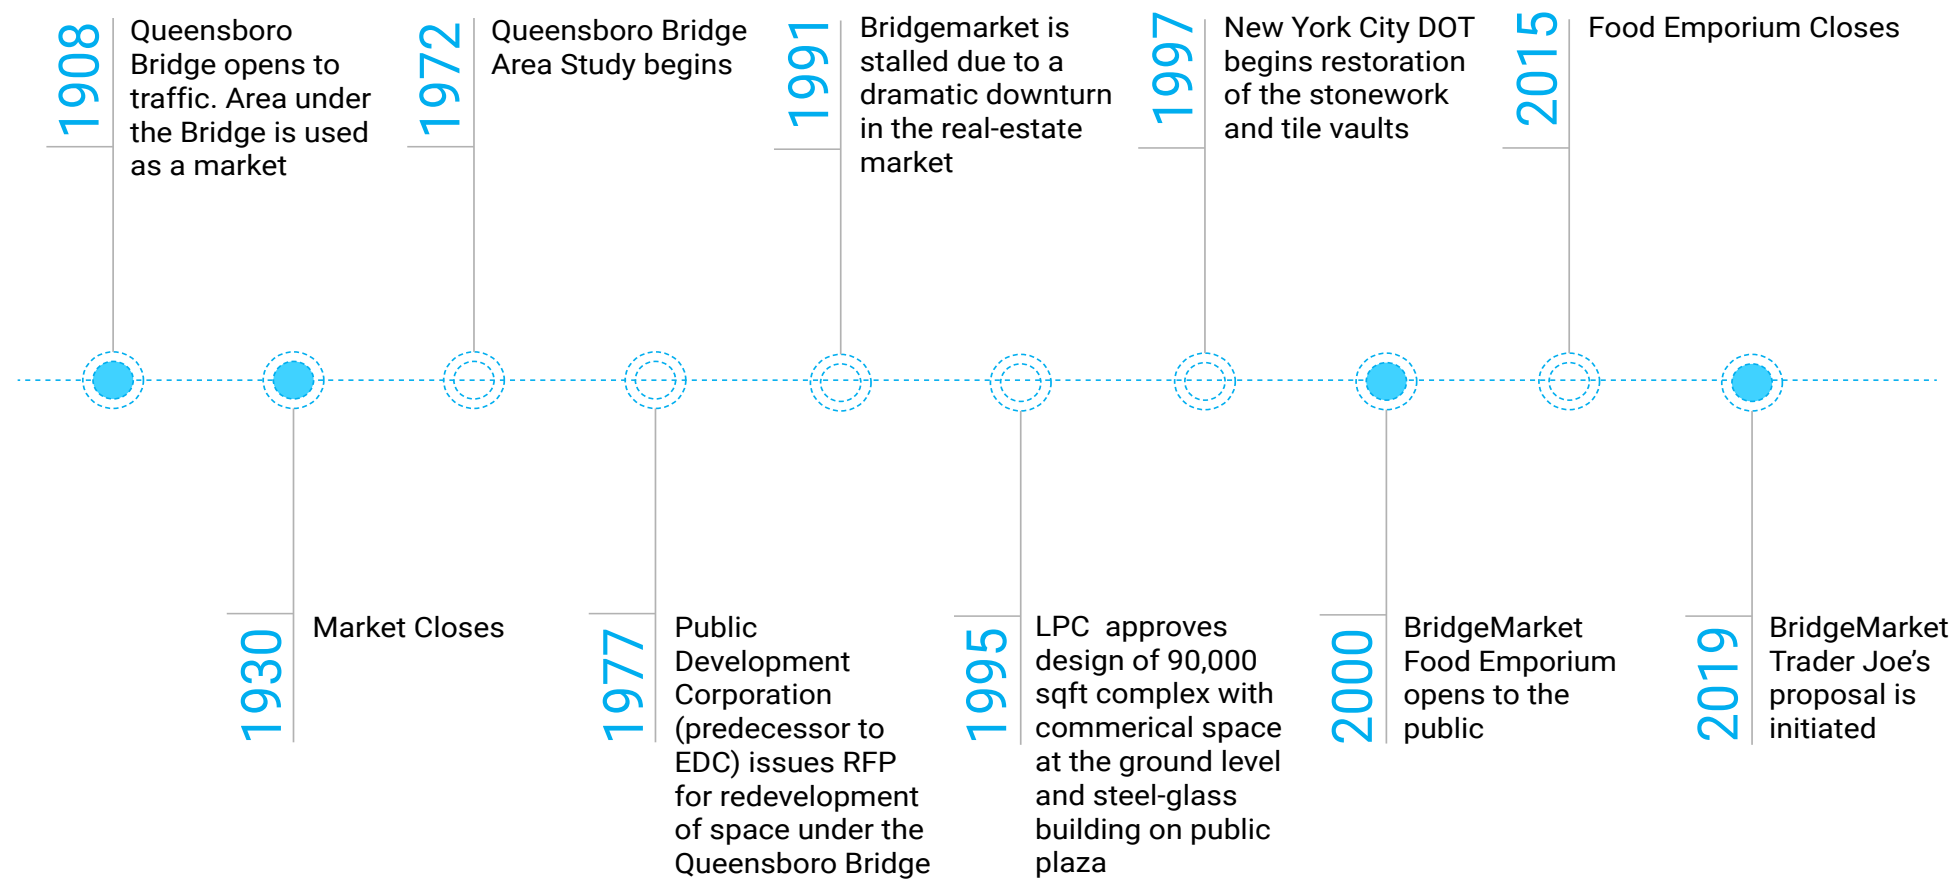 1908
Queensboro
Bridge opens to
traffic. Area under
the Bridge is used
as a market
1972
Queensboro Bridge
Area Study begins
1991
Bridgemarket is
stalled due to a
dramatic downturn
in the real-estate
market
1997
New York City DOT
begins restoration
of the stonework
and tile vaults
2015
Food Emporium Closes
1930
Market Closes
1977
Public
Development
Corporation
(predecessor to
EDC) issues RFP
for redevelopment
of space under the
Queensboro Bridge
1995
LPC  approves
design of 90,000
sqft complex with
commerical space
at the ground level
and steel-glass
building on public
plaza
2000
BridgeMarket
Food Emporium
opens to the
public
2019
BridgeMarket
Trader Joe’s
proposal is
initiated